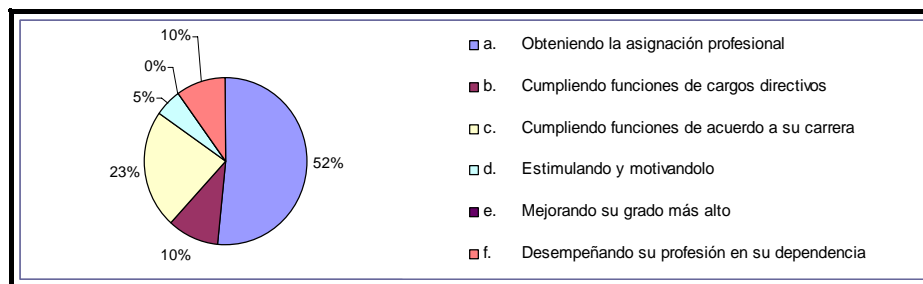 10%
0%
5%
23%
10%
52%
a. Obteniendo la asignación profesional
b. Cumpliendo funciones de cargos directivos
c. Cumpliendo funciones de acuerdo a su carrera
d. Estimulando y motivandolo
e. Mejorando su grado más alto
f. Desempeñando su profesión en su dependencia